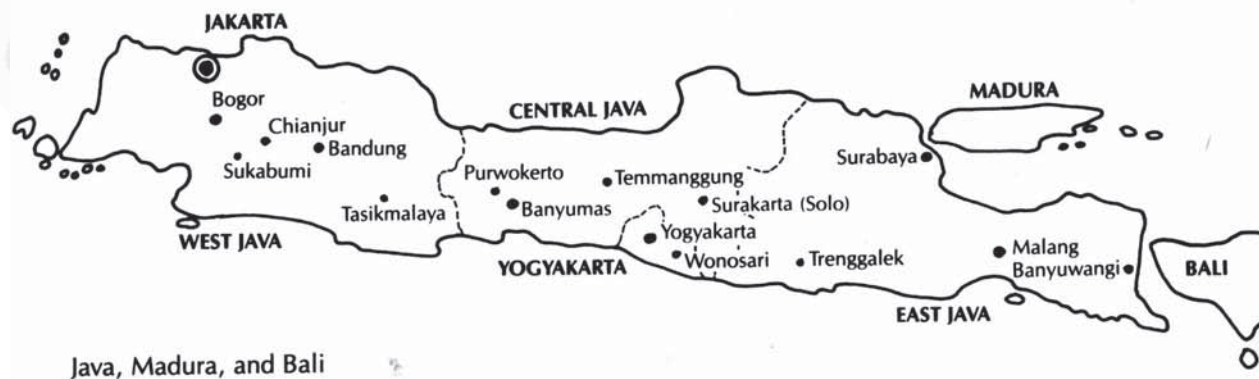 JAKARTA
Bogor
Chianjur
Bandung
Sukabumi
Tasikmalaya
WEST JAVA
CENTRAL JAVA
Purwokerto
Banyumas
Temmanggung
Surakarta (Solo)
Yogyakarta
Wonosari
YOGYAKARTA
MADURA
Surabaya
Trenggalek
Malang
Banyuwangi
EAST JAVA
BALI
Java, Madura, and Bali